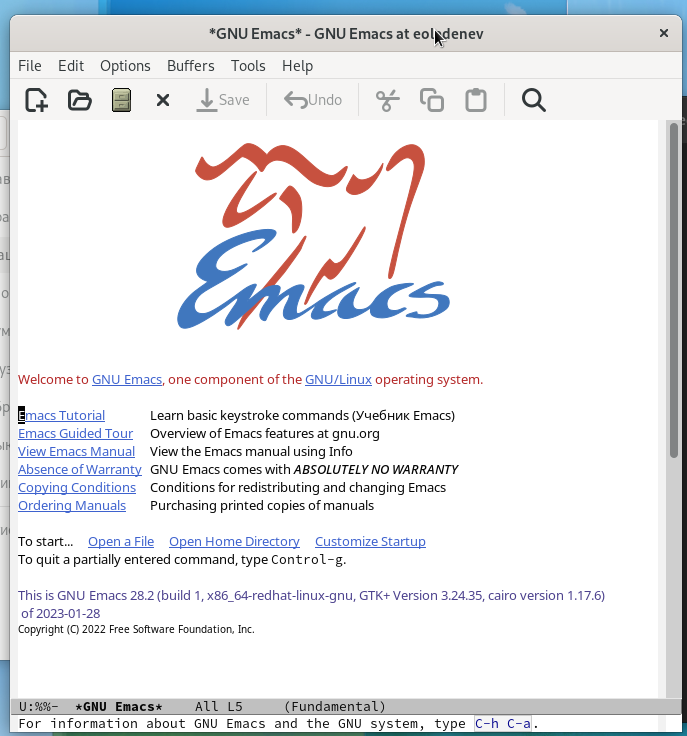 *GNU Emacs* - GNU Emacs at eoladenev
File Edit Options Buffers Tools Help
Save Undo
Emacs
Welcome to GNU Emacs, one component of the GNU/Linux operating system.
Emacs Tutorial Learn basic keystroke commands (Учебник Emacs)
Emacs Guided Tour Overview of Emacs features at gnu.org
View Emacs Manual View the Emacs manual using Info
Absence of Warranty GNU Emacs comes with ABSOLUTELY NO WARRANTY
Copying Conditions Conditions for redistributing and changing Emacs
Ordering Manuals Purchasing printed copies of manuals
To start... Open a File Open Home Directory Customize Startup
To quit a partially entered command, type Control-g.
This is GNU Emacs 28.2 (build 1, x86_64-redhat-linux-gnu, GTK+ Version 3.24.35, cairo version 1.17.6)
of 2023-01-28
Copyright (C) 2022 Free Software Foundation, Inc.
U:%%- *GNU Emacs* All L5 (Fundamental)
For information about GNU Emacs and the GNU system, type C-h C-a.